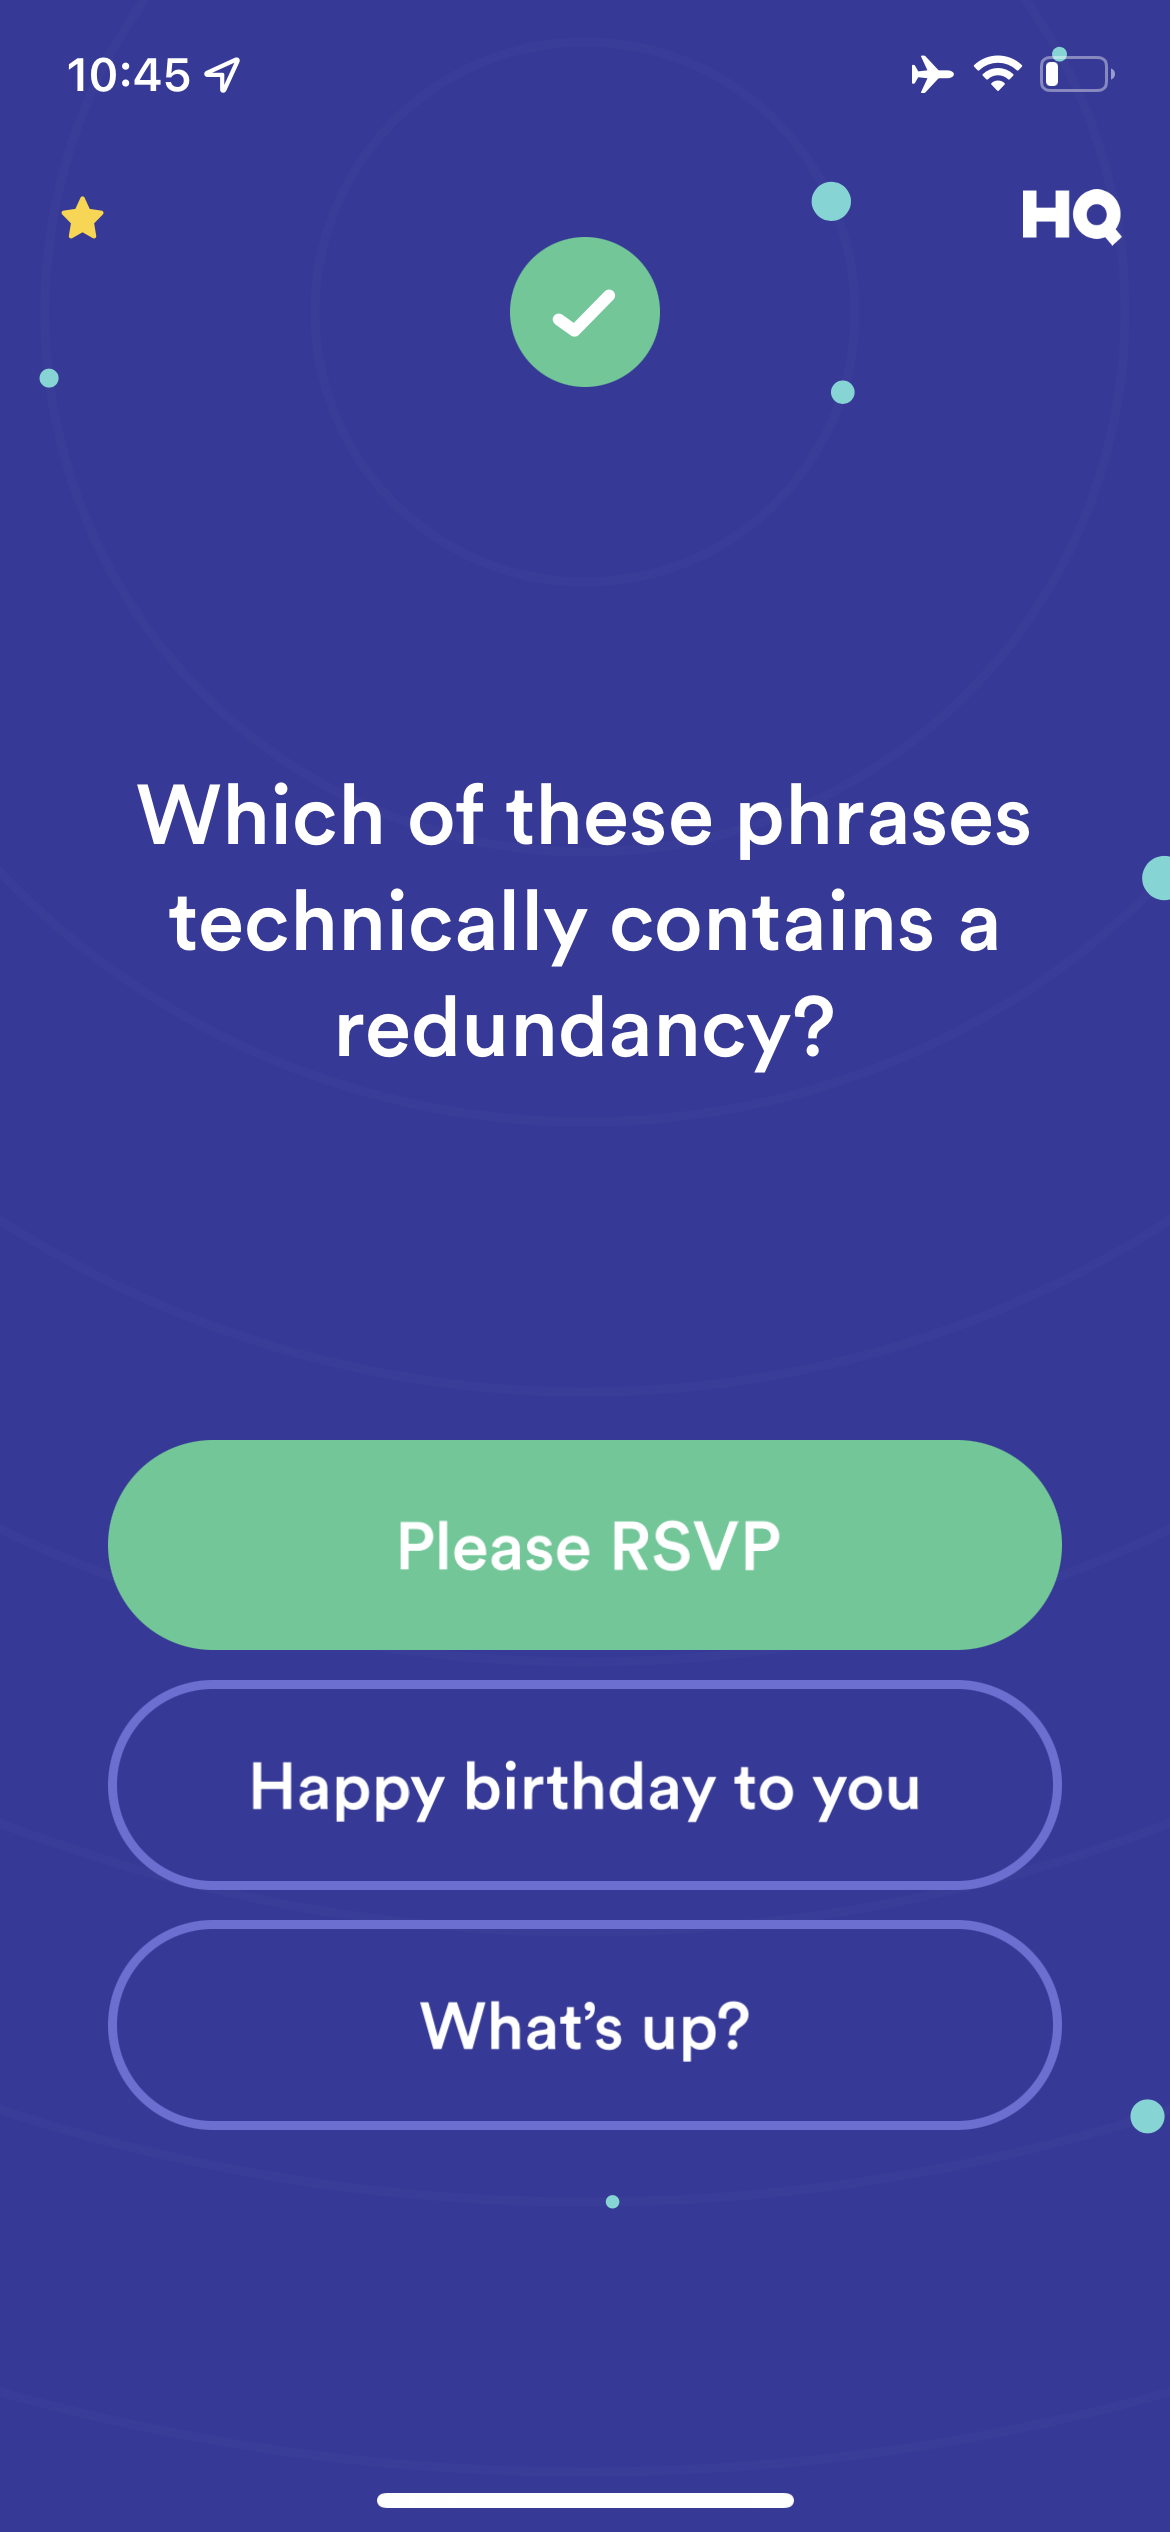 10:45
HQ
Which of these phrases
technically contains a
redundancy?
Please RSVP
Happy birthday to you
What’s up?